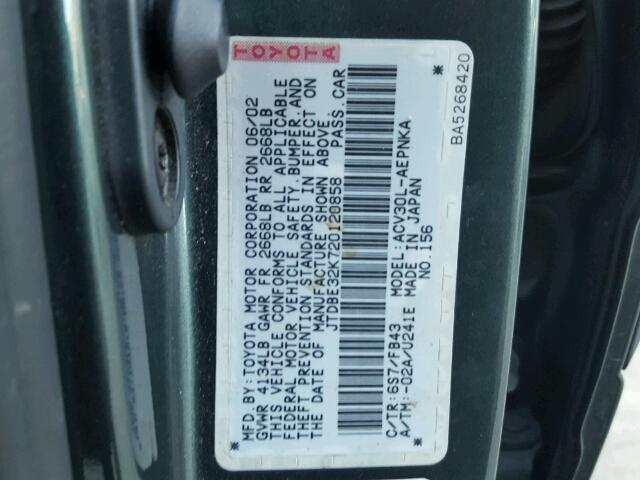 TOYOTA
MFD.BY:TOYOTA MOTOR CORPORATION 06/02
GVWR 4134LB GAWR FR 2668LB RR 2668LB
THIS VEHICLE CONFORMS TO ALL APPLICABLE
FEDERAL MOTOR VEHICLE SAFETY,BUMPER,AND
THEFT PREVENTION STANDARDS IN EFFECT ON
THE DATE OF MANUFACTURE SHOWN ABOVE.
JTDBE32K720120858 PASS.CAR
*
*
C/TR:6S7/FB43 MODEL:ACV30L-AEPNKA
A/TM:-02A/U241E MADE IN JAPAN
NO.156
BA5268420